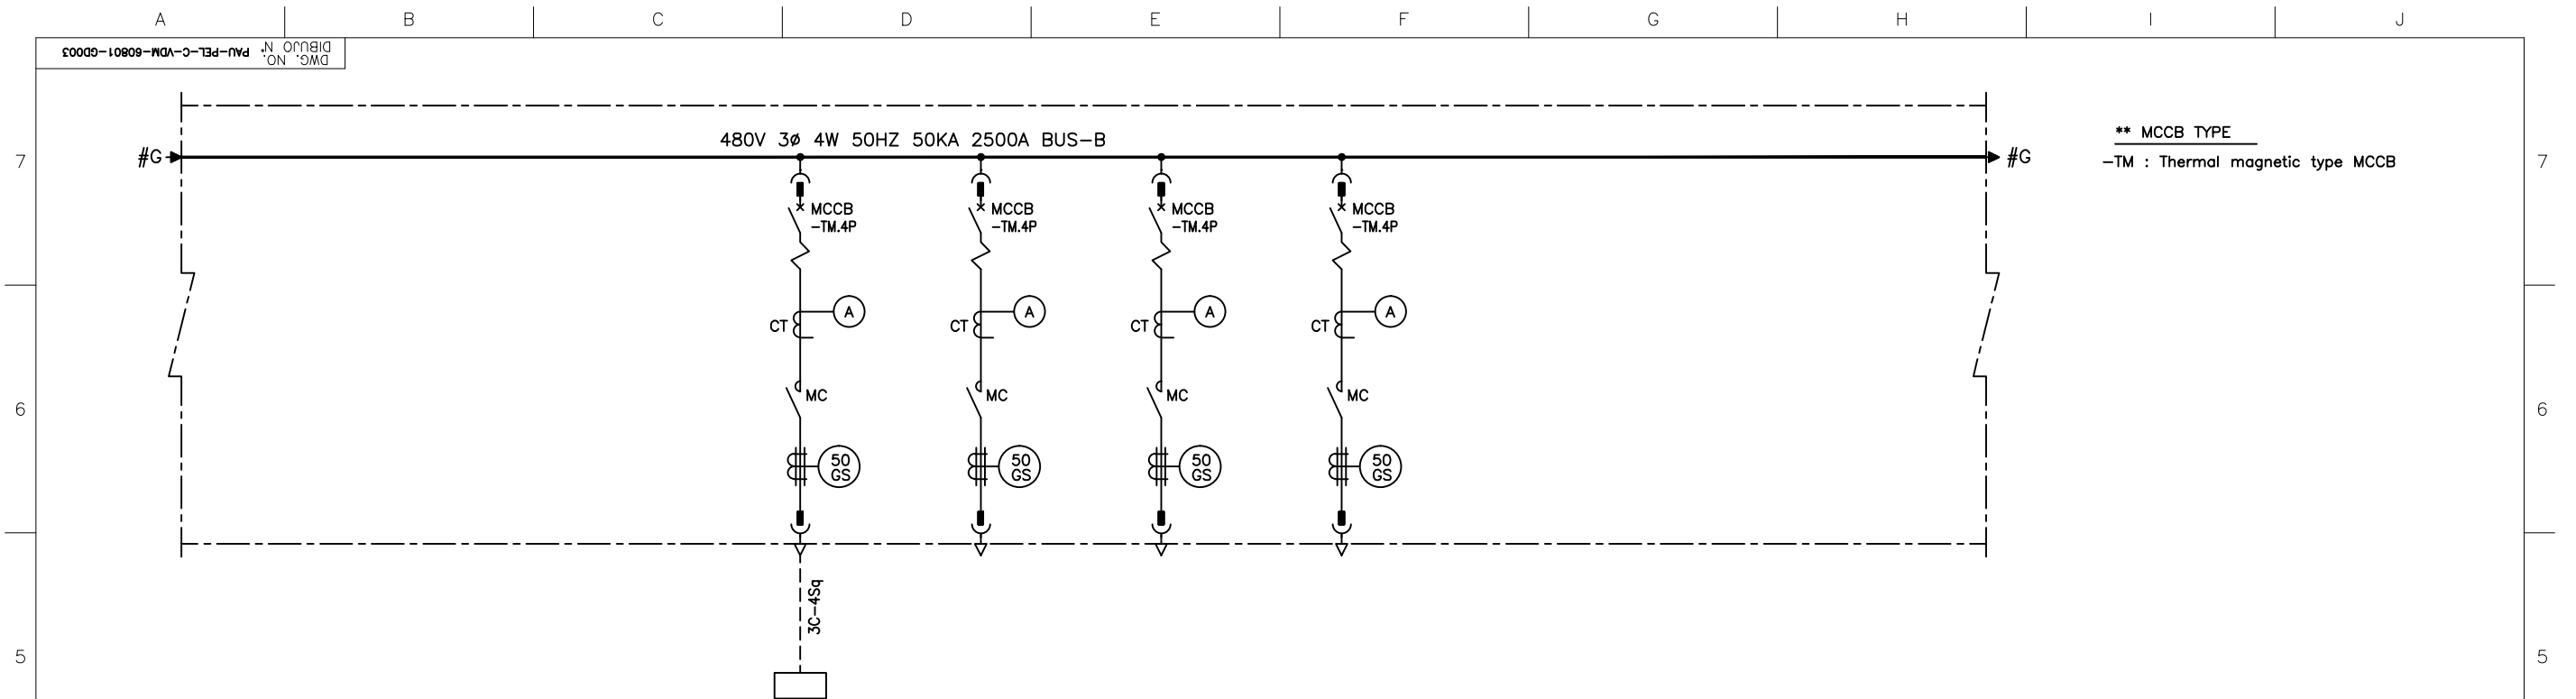 A B C D E F G H I J
DWG. NO.
DIBUJO N° PAU-PEL-C-VDM-60801-GD003
** MCCB TYPE
480V 3ø 4W 50HZ 50KA 2500A BUS-B
7 #G #G -TM : Thermal magnetic type MCCB 7
MCCB MCCB MCCB MCCB
-TM.4P -TM.4P -TM.4P -TM.4P
A A A A
CT CT CT CT
MC MC MC MC
6 6
50 50 50 50
GS GS GS GS
3C-4Sq
5 5